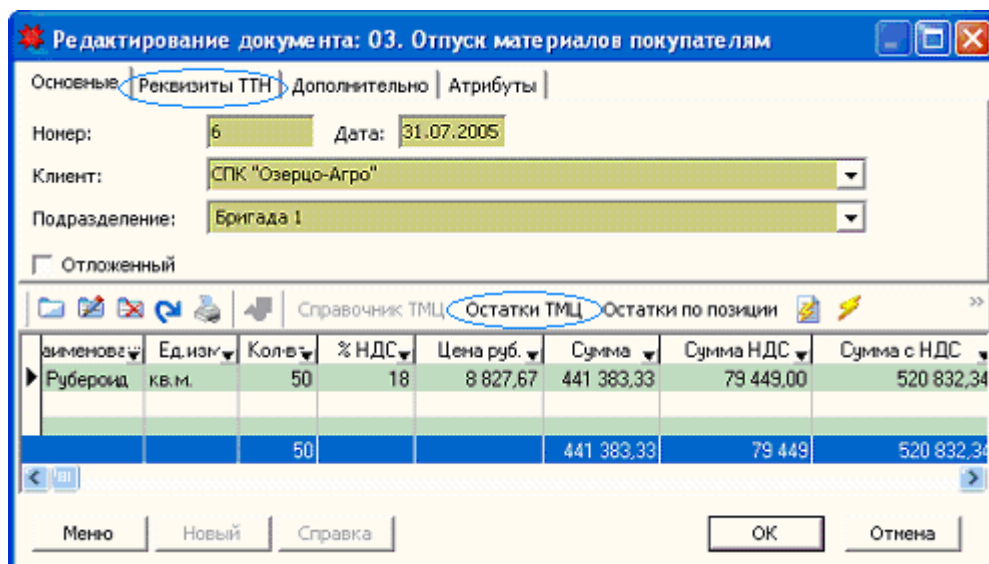 Редактирование документа: 03. Отпуск материалов покупателям
Основные Реквизиты ТТН Дополнительно Атрибуты
Номер: 6 Дата: 31.07.2005
Клиент: СПК "Озерцо-Агро"
Подразделение: Бригада 1
Отложенный
Справочник ТМЦ Остатки ТМЦ Остатки по позиции »
аименова Ед.изм Кол-в % НДС Цена руб. Сумма Сумма НДС Сумма с НДС
Рубероид кв.м. 50 18 8 827,67 441 383,33 79 449,00 520 832,34
50 441 383,33 79 449 520 832,34
Меню Новый Справка ОК Отмена